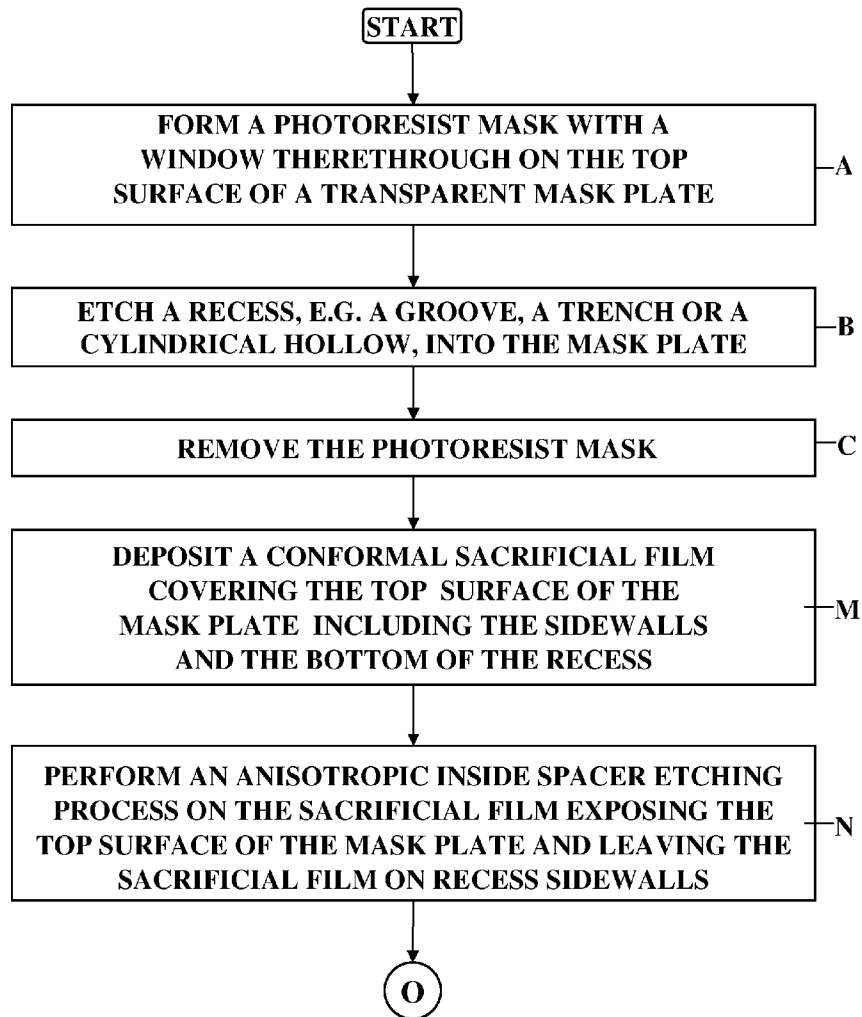 START
FORM A PHOTORESIST MASK WITH A
WINDOW THERETHROUGH ON THE TOP
SURFACE OF A TRANSPARENT MASK PLATE
A
ETCH A RECESS, E.G. A GROOVE, A TRENCH OR A
CYLINDRICAL HOLLOW, INTO THE MASK PLATE
B
REMOVE THE PHOTORESIST MASK
C
DEPOSIT A CONFORMAL SACRIFICIAL FILM
COVERING THE TOP SURFACE OF THE
MASK PLATE INCLUDING THE SIDEWALLS
AND THE BOTTOM OF THE RECESS
M
PERFORM AN ANISOTROPIC INSIDE SPACER ETCHING
PROCESS ON THE SACRIFICIAL FILM EXPOSING THE
TOP SURFACE OF THE MASK PLATE AND LEAVING THE
SACRIFICIAL FILM ON RECESS SIDEWALLS
N
O